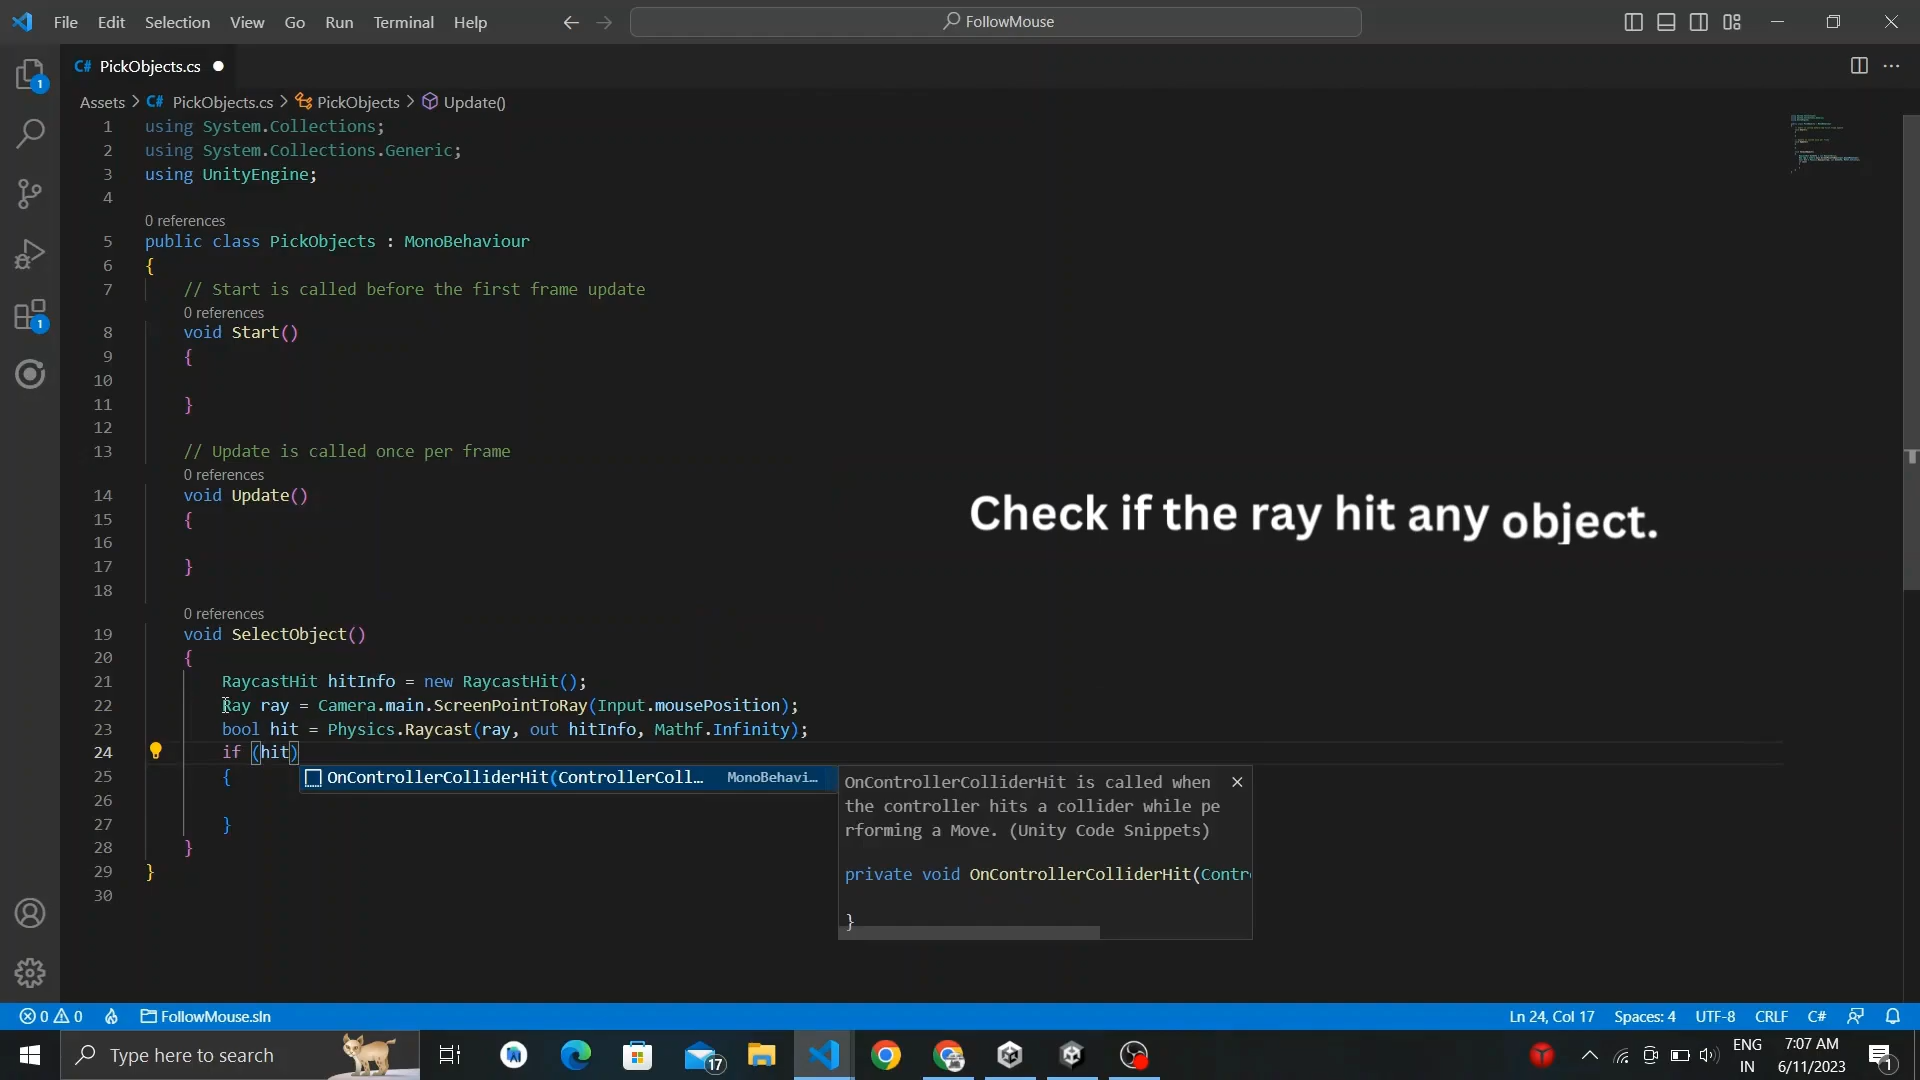 File Edit Selection View Go Run Terminal Help
FollowMouse
C# PickObjects.cs
Assets > C# PickObjects.cs > PickObjects > Update()
1 using System.Collections;
2 using System.Collections.Generic;
3 using UnityEngine;
4
0 references
5 public class PickObjects : MonoBehaviour
6 {
7 // Start is called before the first frame update
0 references
8 void Start()
9 {
10
11 }
12
13 // Update is called once per frame
0 references
14 void Update()
15 {
16
17 }
18
0 references
19 void SelectObject()
20 {
21 RaycastHit hitInfo = new RaycastHit();
22 Ray ray = Camera.main.ScreenPointToRay(Input.mousePosition);
23 bool hit = Physics.Raycast(ray, out hitInfo, Mathf.Infinity);
24 if (hit)
25 {
26
27 }
28 }
29 }
30
OnControllerColliderHit(ControllerColl... MonoBehavi...
OnControllerColliderHit is called when
the controller hits a collider while pe
rforming a Move. (Unity Code Snippets)
private void OnControllerColliderHit(Contr
}
Check if the ray hit any object.
1
1
0 0 FollowMouse.sln
Ln 24, Col 17 Spaces: 4 UTF-8 CRLF C#
Type here to search
17
ENG
IN
7:07 AM
6/11/2023
1